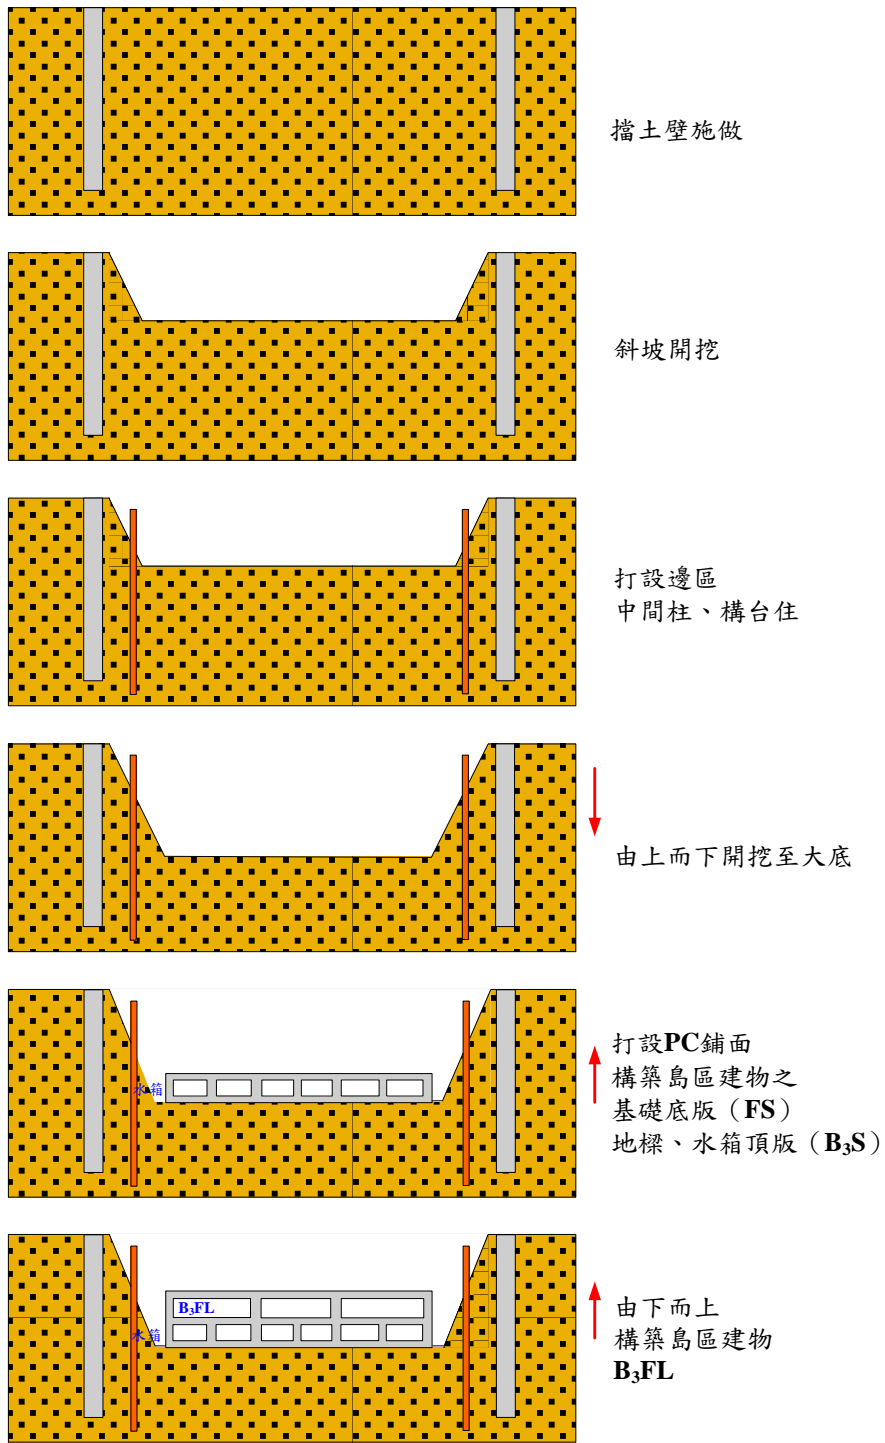 擋土壁施做
斜坡開挖
打設邊區
中間柱、構台住
由上而下開挖至大底
打設PC鋪面
構築島區建物之
基礎底版（FS）
地樑、水箱頂版（B₃S）
水箱
由下而上
構築島區建物
B₃FL
B₃FL
水箱